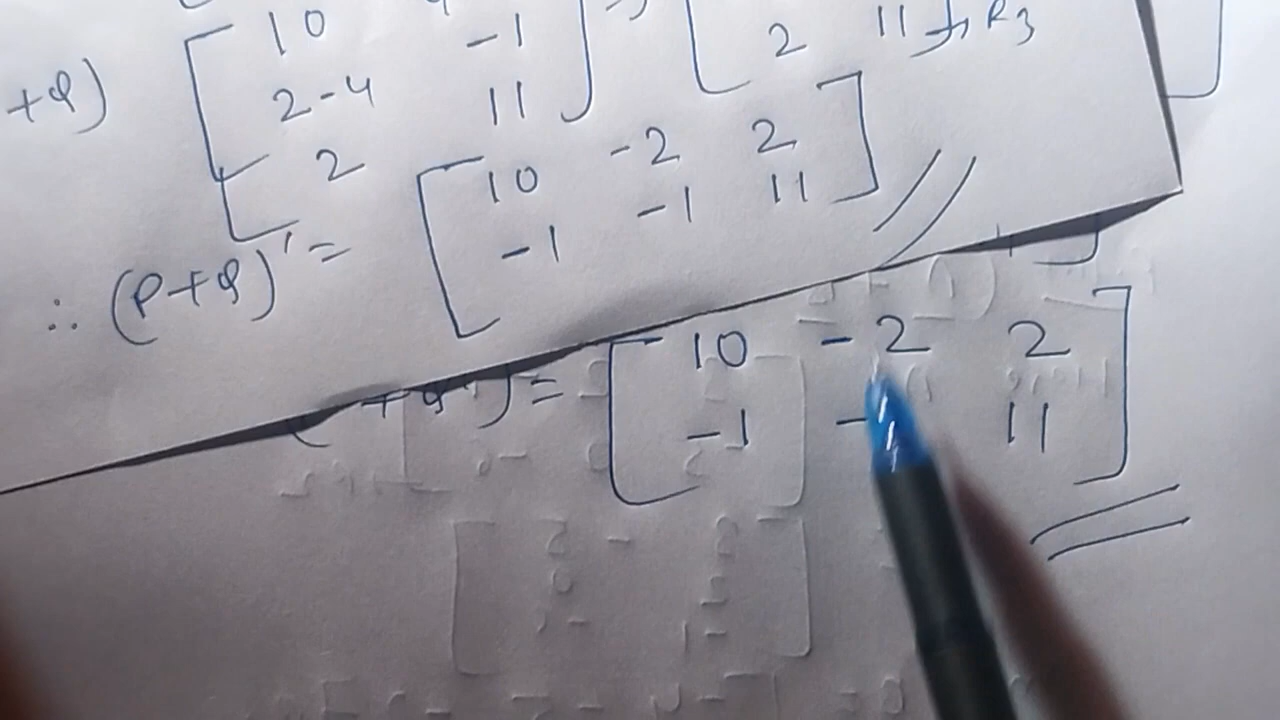 10 -1
2 11 R3
+Q) 2-4 11
2
10 -2 2
-1 -1 11
∴ (P+Q)' =
10 -2 2
=
-1 - 11